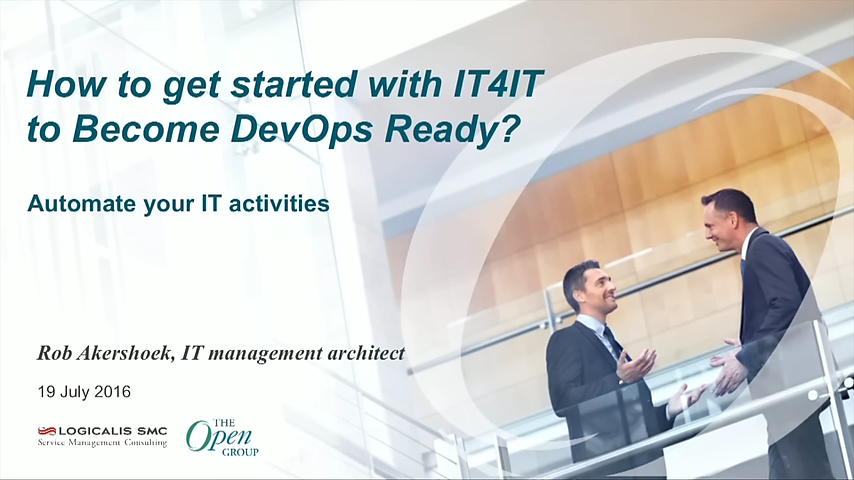 How to get started with IT4IT
to Become DevOps Ready?
Automate your IT activities
Rob Akershoek, IT management architect
19 July 2016
LOGICALIS SMC
Service Management Consulting
THE
Open
GROUP